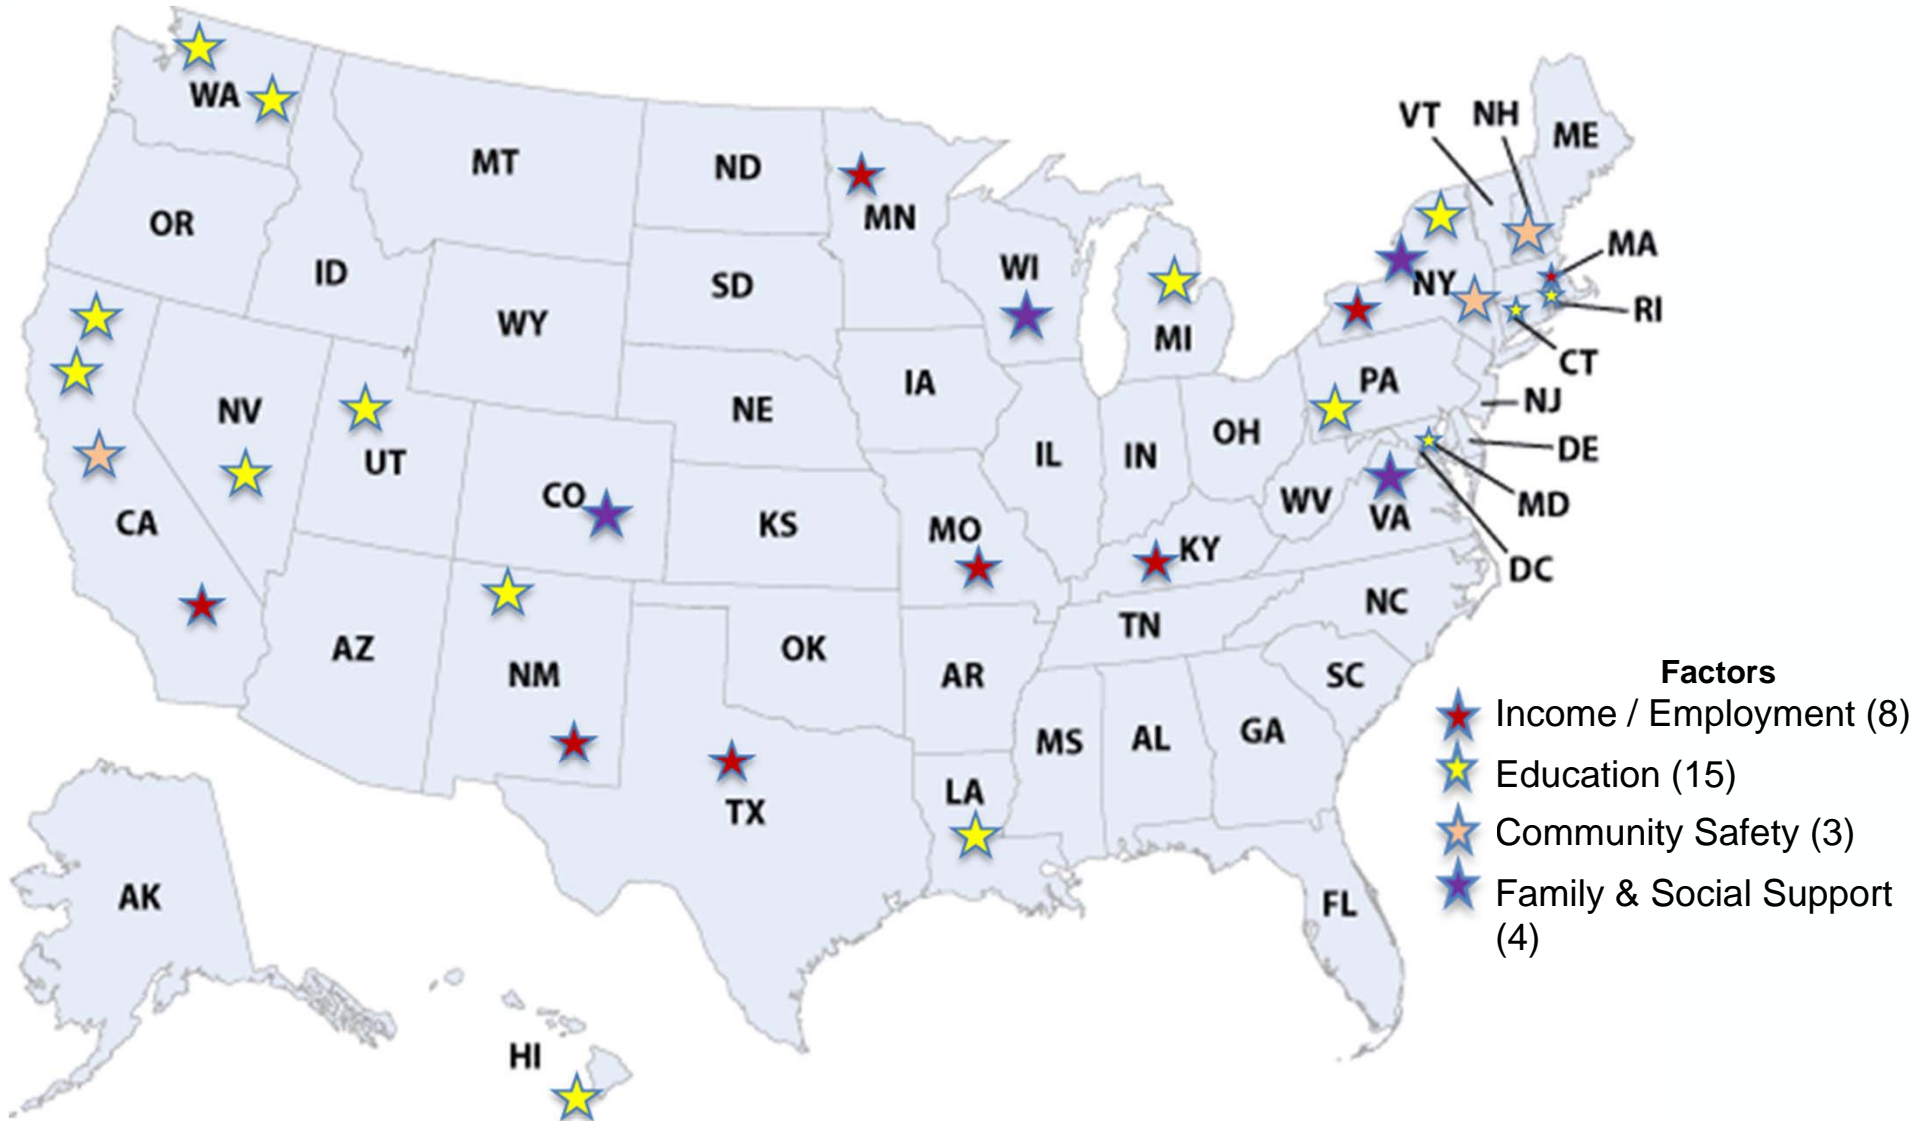 WA
VT NH
ME
MT
ND
MN
OR
MA
ID
SD
WI
NY
RI
WY
MI
CT
IA
PA
NV
NE
NJ
UT
OH
DE
IL
IN
CO
WV
MD
CA
KS
MO
VA
KY
DC
NC
TN
AZ
OK
NM
AR
SC
MS
AL
GA
LA
TX
AK
FL
HI
Factors
Income / Employment (8)
Education (15)
Community Safety (3)
Family & Social Support
(4)